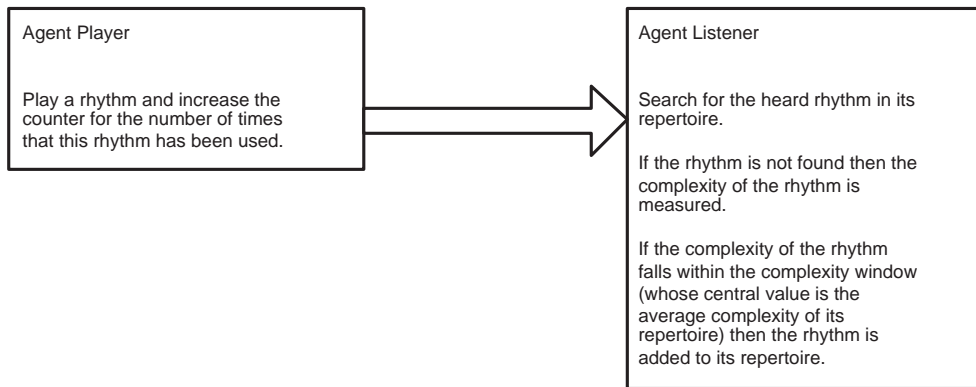 Agent Player
Play a rhythm and increase the
counter for the number of times
that this rhythm has been used.
Agent Listener
Search for the heard rhythm in its
repertoire.
If the rhythm is not found then the
complexity of the rhythm is
measured.
If the complexity of the rhythm
falls within the complexity window
(whose central value is the
average complexity of its
repertoire) then the rhythm is
added to its repertoire.